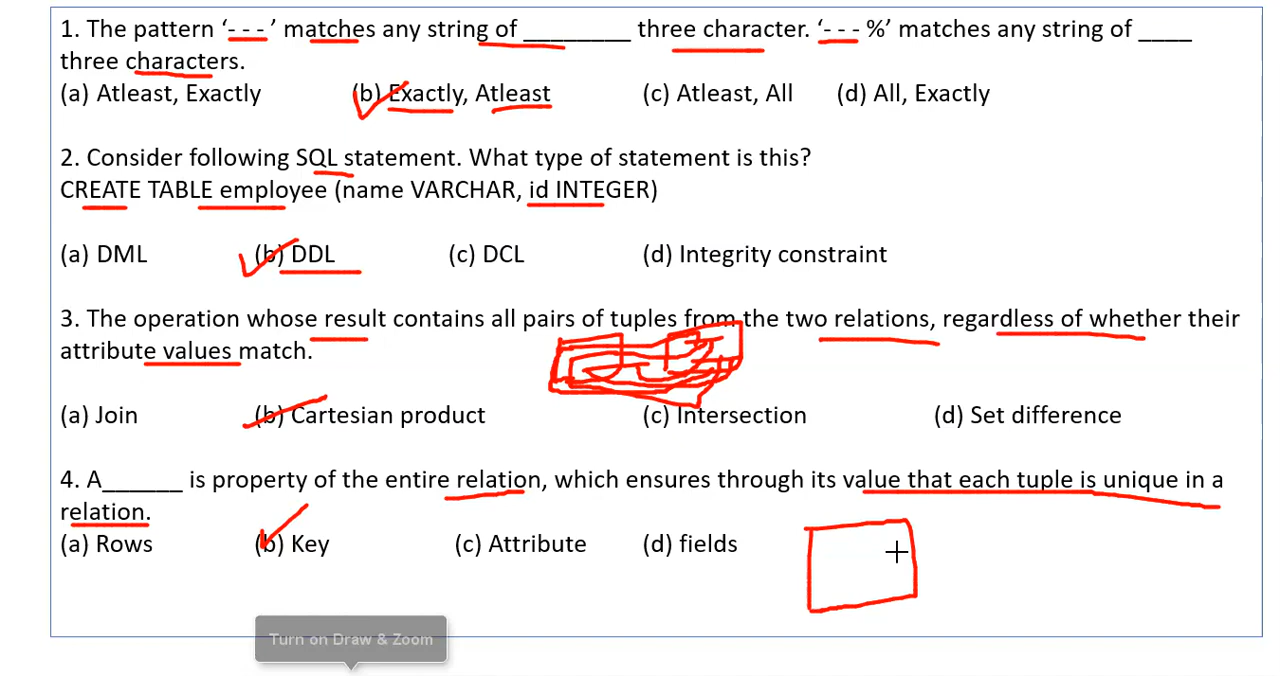 1. The pattern ‘- - -’ matches any string of ________ three character. ‘- - - %’ matches any string of ____
three characters.
(a) Atleast, Exactly (b) Exactly, Atleast (c) Atleast, All (d) All, Exactly
2. Consider following SQL statement. What type of statement is this?
CREATE TABLE employee (name VARCHAR, id INTEGER)
(a) DML (b) DDL (c) DCL (d) Integrity constraint
3. The operation whose result contains all pairs of tuples from the two relations, regardless of whether their
attribute values match.
(a) Join (b) Cartesian product (c) Intersection (d) Set difference
4. A______ is property of the entire relation, which ensures through its value that each tuple is unique in a
relation.
(a) Rows (b) Key (c) Attribute (d) fields
Turn on Draw & Zoom